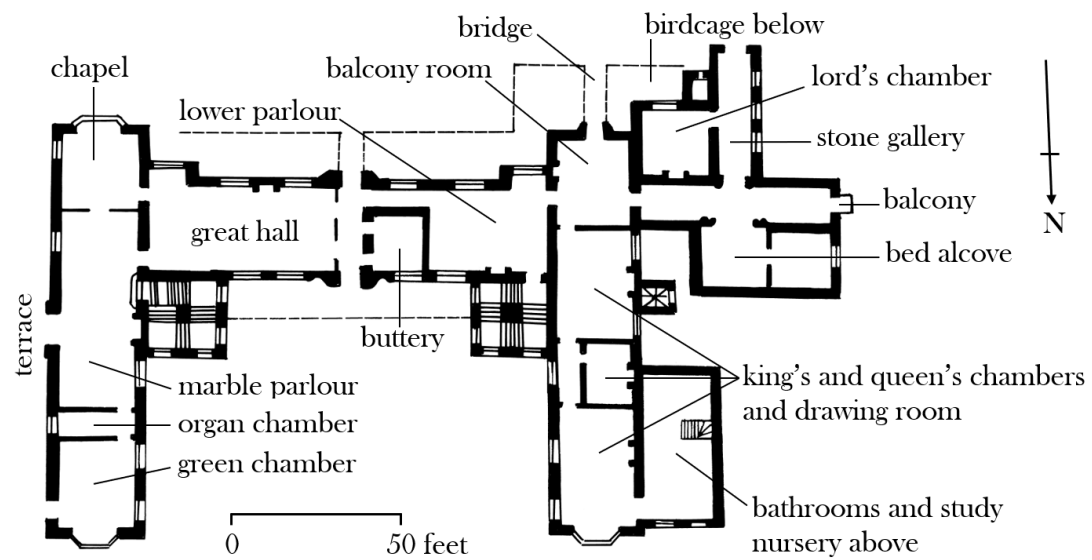 birdcage below
bridge
balcony room
chapel
lord's chamber
lower parlour
stone gallery
balcony
N
great hall
bed alcove
terrace
buttery
marble parlour
king's and queen's chambers
and drawing room
organ chamber
green chamber
bathrooms and study
nursery above
0 50 feet